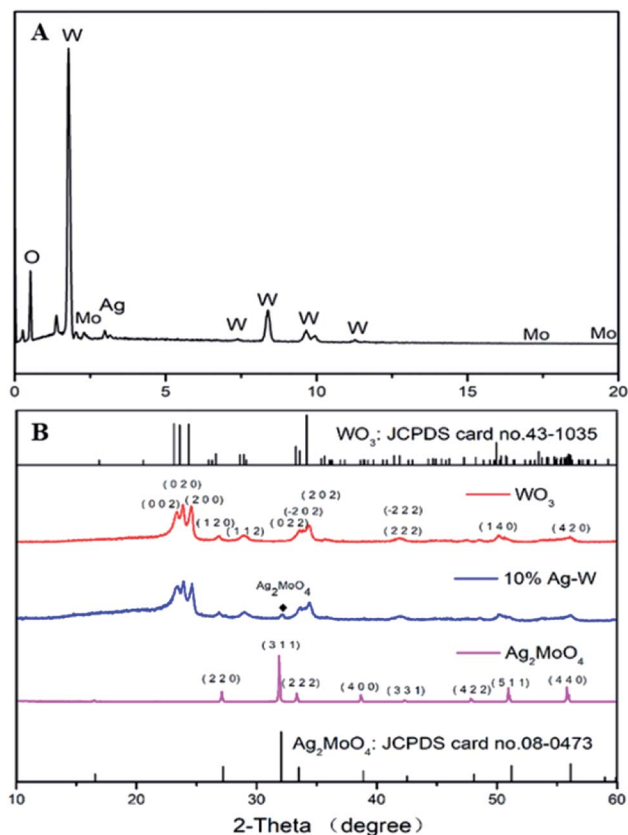 A
W
O
Mo
Ag
W
W
W
W
Mo
Mo
0 5 10 15 20
B
WO₃: JCPDS card no.43-1035
(020)
(002)
(200)
(120)
(112)
(202)
(-202)
(022)
(-222)
(222)
WO₃
(140)
(420)
Ag₂MoO₄
10% Ag-W
(311)
Ag₂MoO₄
(220)
(222)
(400)
(331)
(422)
(511)
(440)
Ag₂MoO₄: JCPDS card no.08-0473
10 20 30 40 50 60
2-Theta （degree）